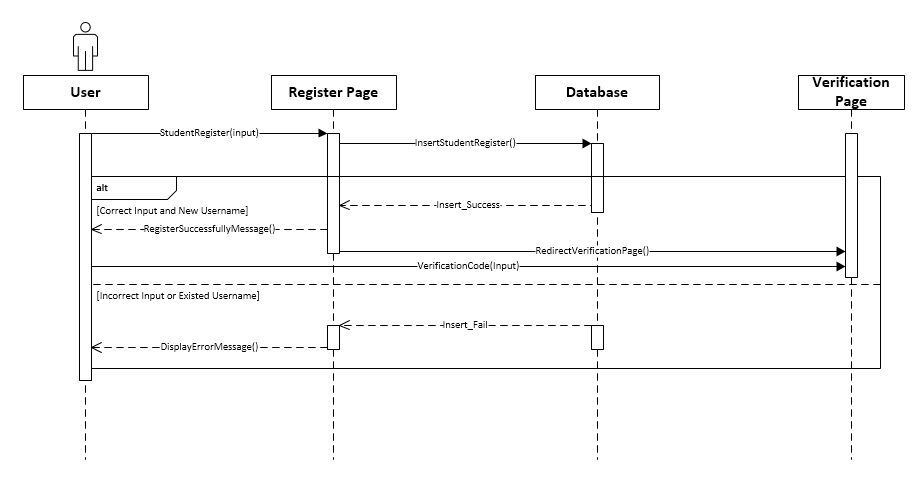 User
Register Page
Database
Verification
Page
StudentRegister(input)
InsertStudentRegister()
alt
Insert_Success
[Correct Input and New Username]
RegisterSuccessfullyMessage()
RedirectVerificationPage()
VerificationCode(Input)
[Incorrect Input or Existed Username]
Insert_Fail
DisplayErrorMessage()